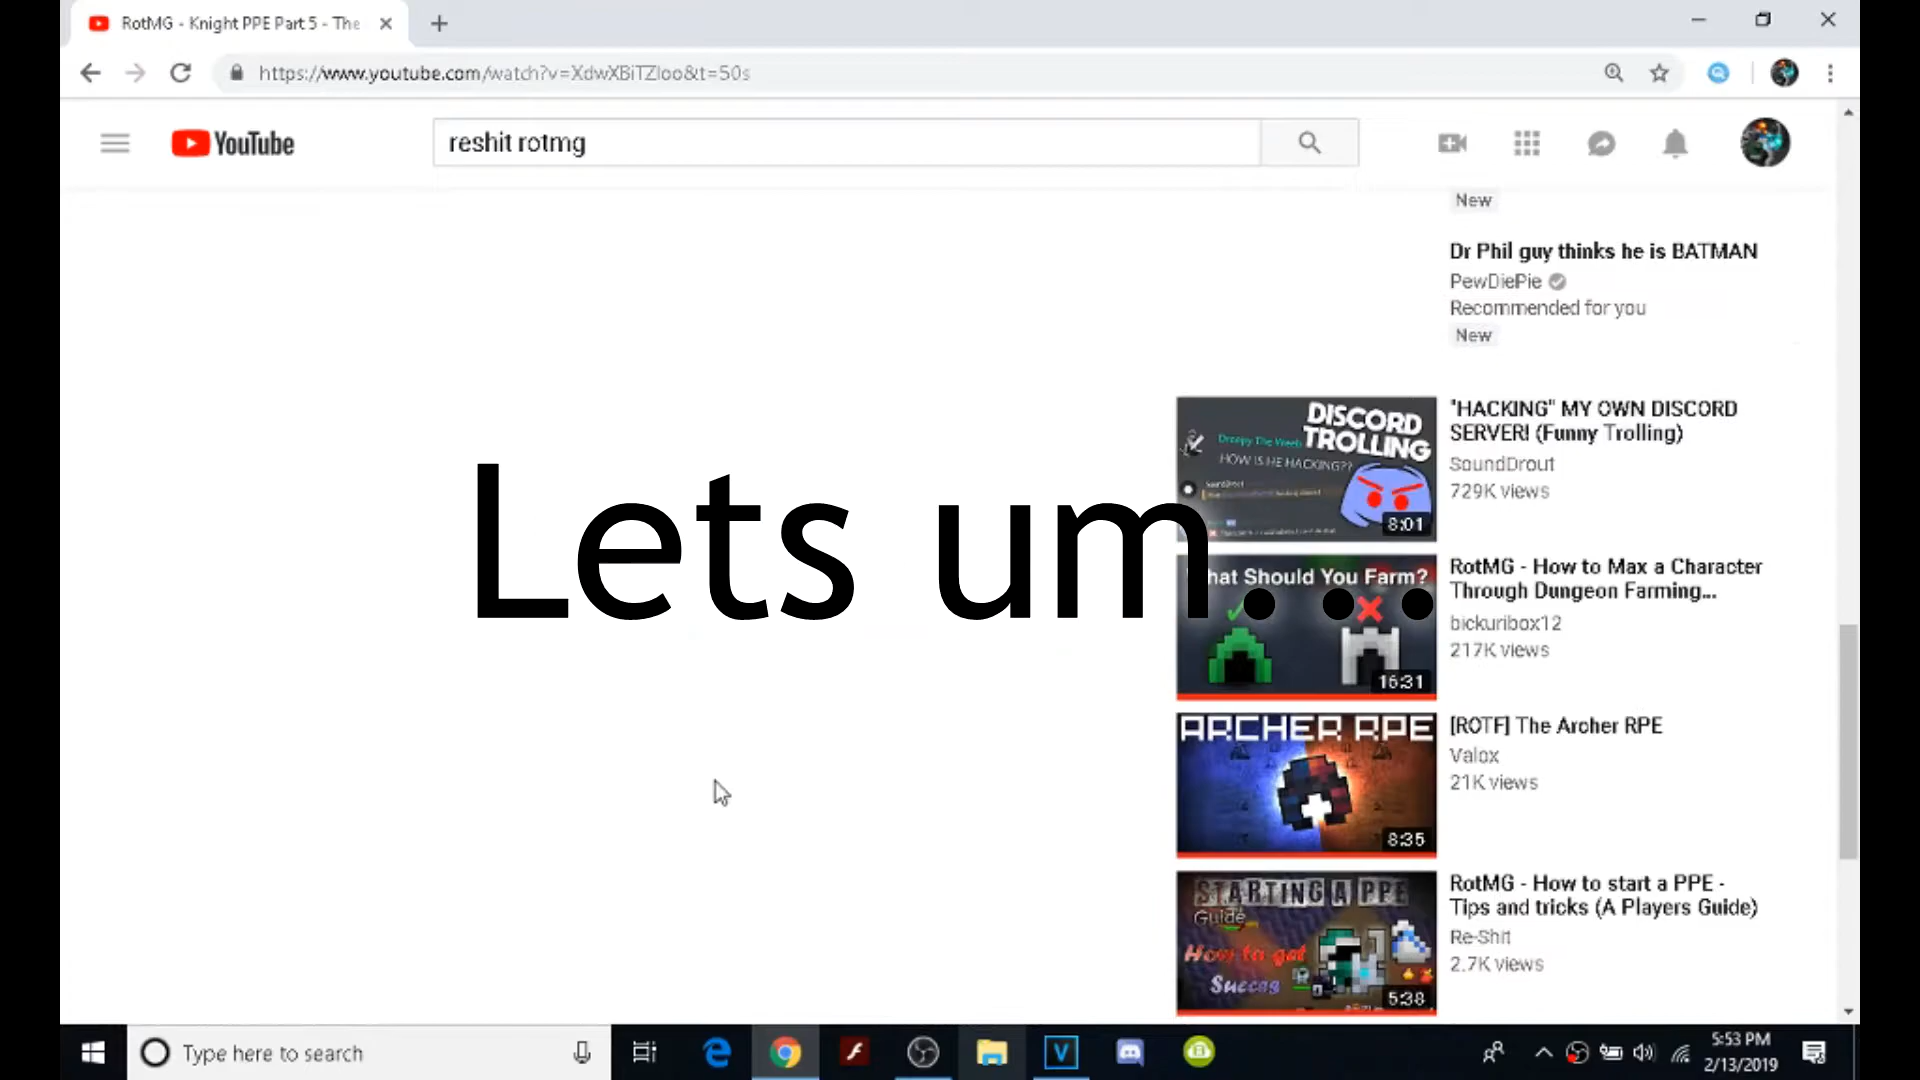 RotMG - Knight PPE Part 5 - The
https://www.youtube.com/watch?v=XdwXBiTZloo&t=50s
YouTube
reshit rotmg
New
Dr Phil guy thinks he is BATMAN
PewDiePie
Recommended for you
New
DISCORD
TROLLING
Droopy The Weeb
HOW IS HE HACKING??
8:01
"HACKING" MY OWN DISCORD
SERVER! (Funny Trolling)
SoundDrout
729K views
Lets um...
What Should You Farm?
16:31
RotMG - How to Max a Character
Through Dungeon Farming...
bickuribox12
217K views
ARCHER RPE
8:35
[ROTF] The Archer RPE
Valox
21K views
STARTING A PPE
Guide
How to get
Succes
5:38
RotMG - How to start a PPE -
Tips and tricks (A Players Guide)
Re-Shit
2.7K views
Type here to search
5:53 PM
2/13/2019